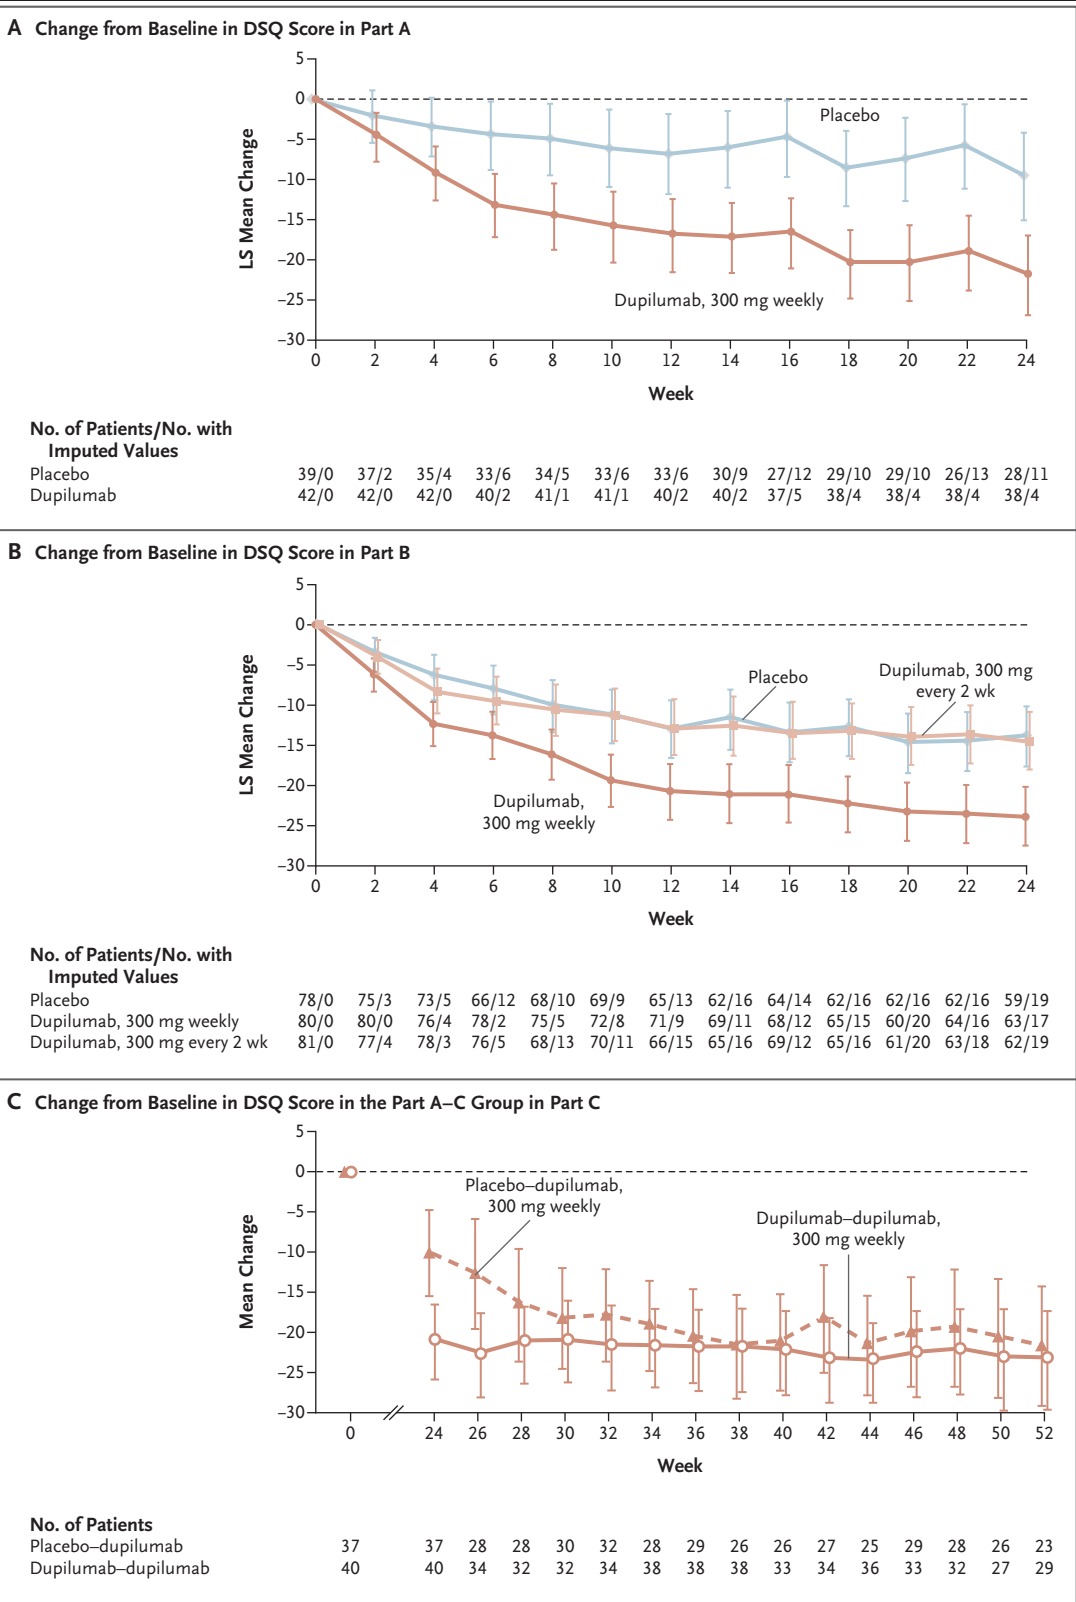 A Change from Baseline in DSQ Score in Part A
5
0
–5
–10
–15
–20
–25
–30
LS Mean Change
Placebo
Dupilumab, 300 mg weekly
0 2 4 6 8 10 12 14 16 18 20 22 24
Week
No. of Patients/No. with
Imputed Values
Placebo 39/0 37/2 35/4 33/6 34/5 33/6 33/6 30/9 27/12 29/10 29/10 26/13 28/11
Dupilumab 42/0 42/0 42/0 40/2 41/1 41/1 40/2 40/2 37/5 38/4 38/4 38/4 38/4
B Change from Baseline in DSQ Score in Part B
5
0
–5
–10
–15
–20
–25
–30
LS Mean Change
Placebo
Dupilumab, 300 mg
every 2 wk
Dupilumab,
300 mg weekly
0 2 4 6 8 10 12 14 16 18 20 22 24
Week
No. of Patients/No. with
Imputed Values
Placebo 78/0 75/3 73/5 66/12 68/10 69/9 65/13 62/16 64/14 62/16 62/16 62/16 59/19
Dupilumab, 300 mg weekly 80/0 80/0 76/4 78/2 75/5 72/8 71/9 69/11 68/12 65/15 60/20 64/16 63/17
Dupilumab, 300 mg every 2 wk 81/0 77/4 78/3 76/5 68/13 70/11 66/15 65/16 69/12 65/16 61/20 63/18 62/19
C Change from Baseline in DSQ Score in the Part A–C Group in Part C
5
0
–5
–10
–15
–20
–25
–30
Mean Change
Placebo–dupilumab,
300 mg weekly
Dupilumab–dupilumab,
300 mg weekly
0 24 26 28 30 32 34 36 38 40 42 44 46 48 50 52
Week
No. of Patients
Placebo–dupilumab 37 37 28 28 30 32 28 29 26 26 27 25 29 28 26 23
Dupilumab–dupilumab 40 40 34 32 32 34 38 38 38 33 34 36 33 32 27 29